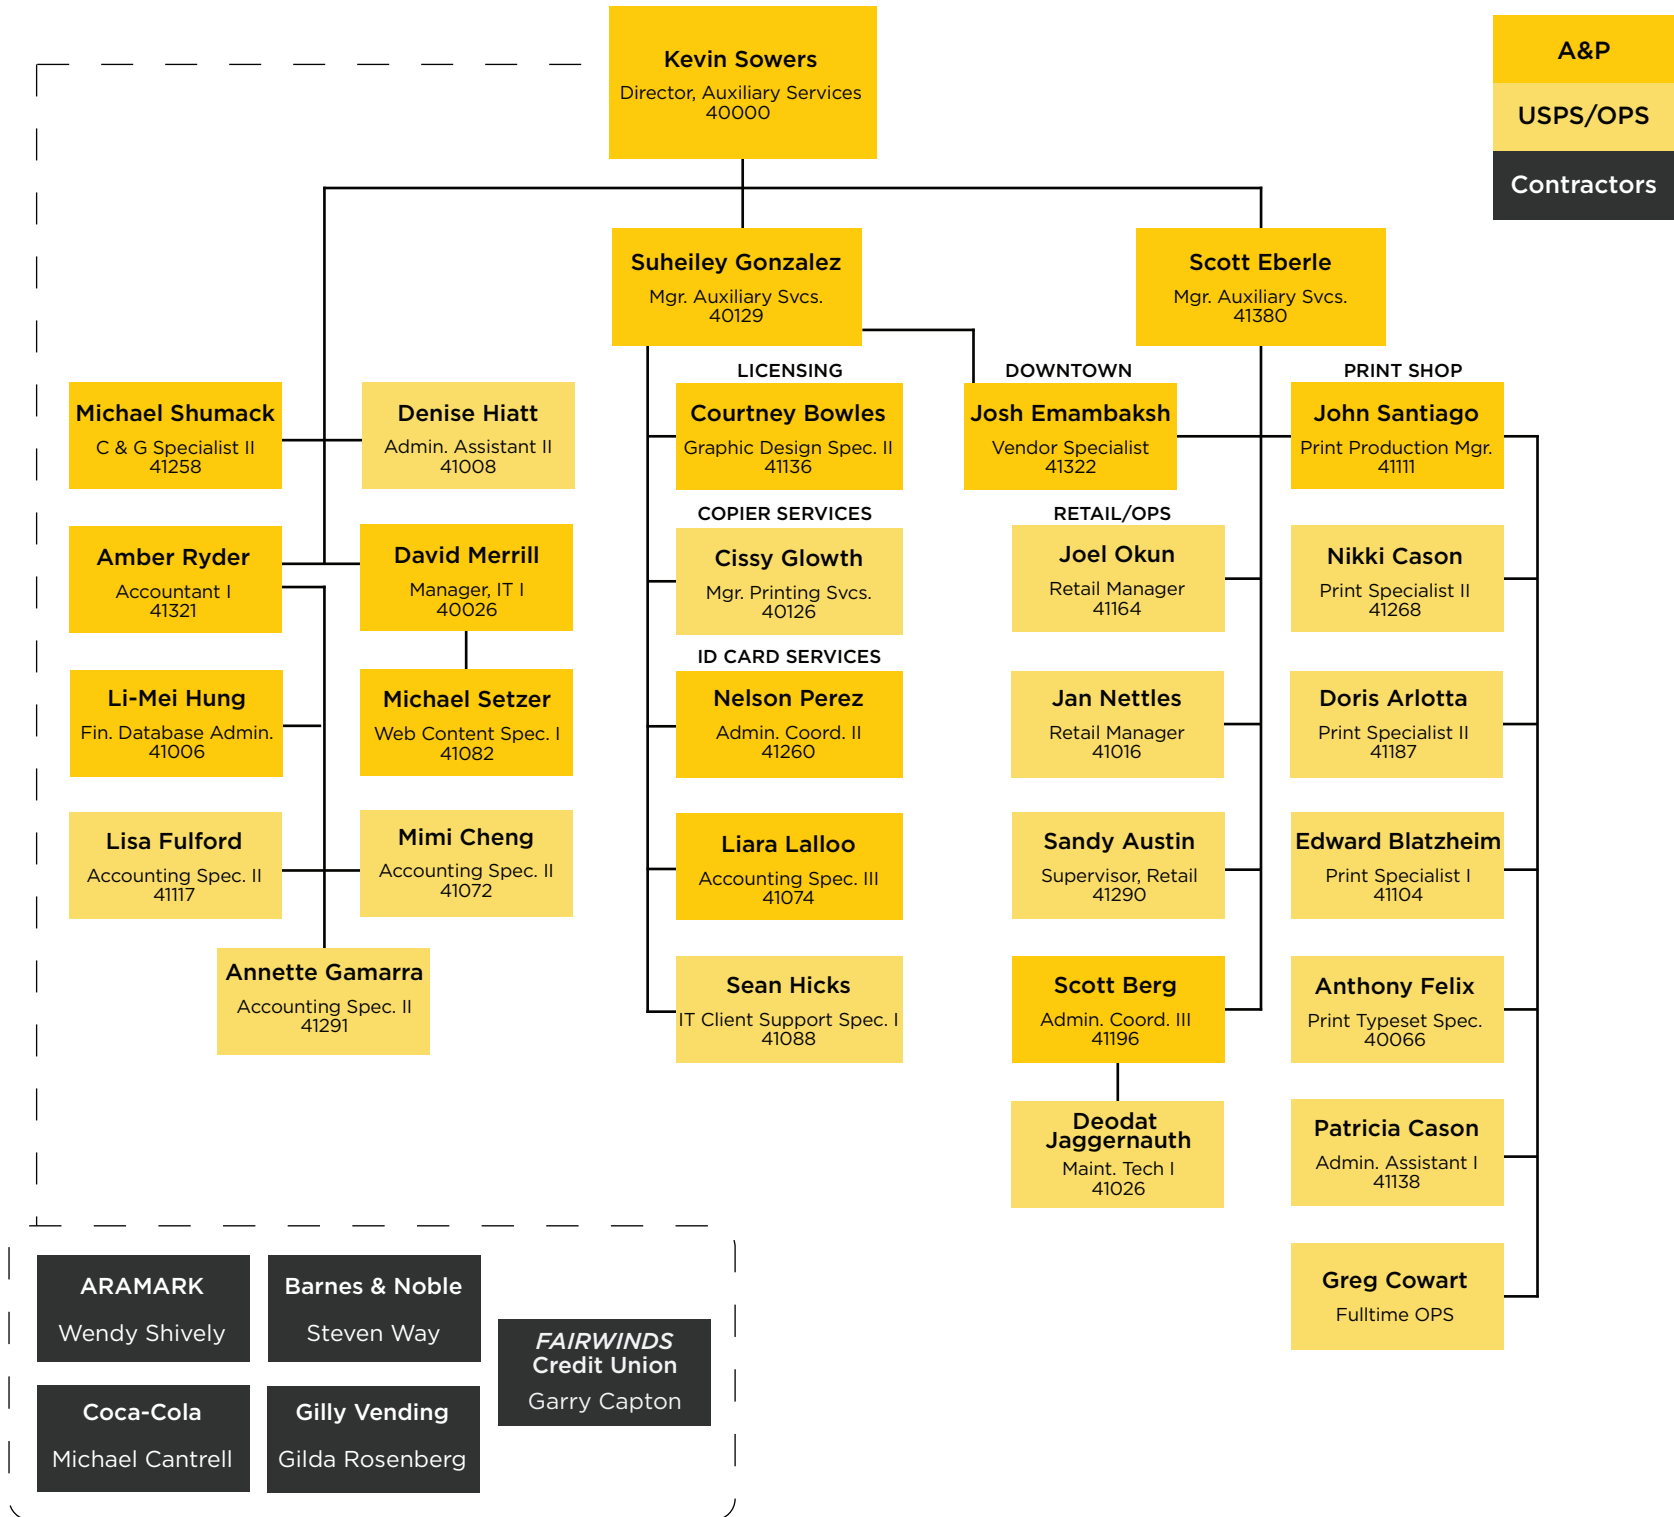 Kevin Sowers
Director, Auxiliary Services
40000
A&P
USPS/OPS
Contractors
Suheiley Gonzalez
Mgr. Auxiliary Svcs.
40129
Scott Eberle
Mgr. Auxiliary Svcs.
41380
Michael Shumack
C & G Specialist II
41258
Denise Hiatt
Admin. Assistant II
41008
Amber Ryder
Accountant I
41321
David Merrill
Manager, IT I
40026
Li-Mei Hung
Fin. Database Admin.
41006
Michael Setzer
Web Content Spec. I
41082
Lisa Fulford
Accounting Spec. II
41117
Mimi Cheng
Accounting Spec. II
41072
Annette Gamarra
Accounting Spec. II
41291
LICENSING
Courtney Bowles
Graphic Design Spec. II
41136
COPIER SERVICES
Cissy Glowth
Mgr. Printing Svcs.
40126
ID CARD SERVICES
Nelson Perez
Admin. Coord. II
41260
Liara Lalloo
Accounting Spec. III
41074
Sean Hicks
IT Client Support Spec. I
41088
DOWNTOWN
Josh Emambaksh
Vendor Specialist
41322
RETAIL/OPS
Joel Okun
Retail Manager
41164
Jan Nettles
Retail Manager
41016
Sandy Austin
Supervisor, Retail
41290
Scott Berg
Admin. Coord. III
41196
Deodat
Jaggernauth
Maint. Tech I
41026
PRINT SHOP
John Santiago
Print Production Mgr.
41111
Nikki Cason
Print Specialist II
41268
Doris Arlotta
Print Specialist II
41187
Edward Blatzheim
Print Specialist I
41104
Anthony Felix
Print Typeset Spec.
40066
Patricia Cason
Admin. Assistant I
41138
Greg Cowart
Fulltime OPS
ARAMARK
Wendy Shively
Barnes & Noble
Steven Way
FAIRWINDS
Credit Union
Garry Capton
Coca-Cola
Michael Cantrell
Gilly Vending
Gilda Rosenberg